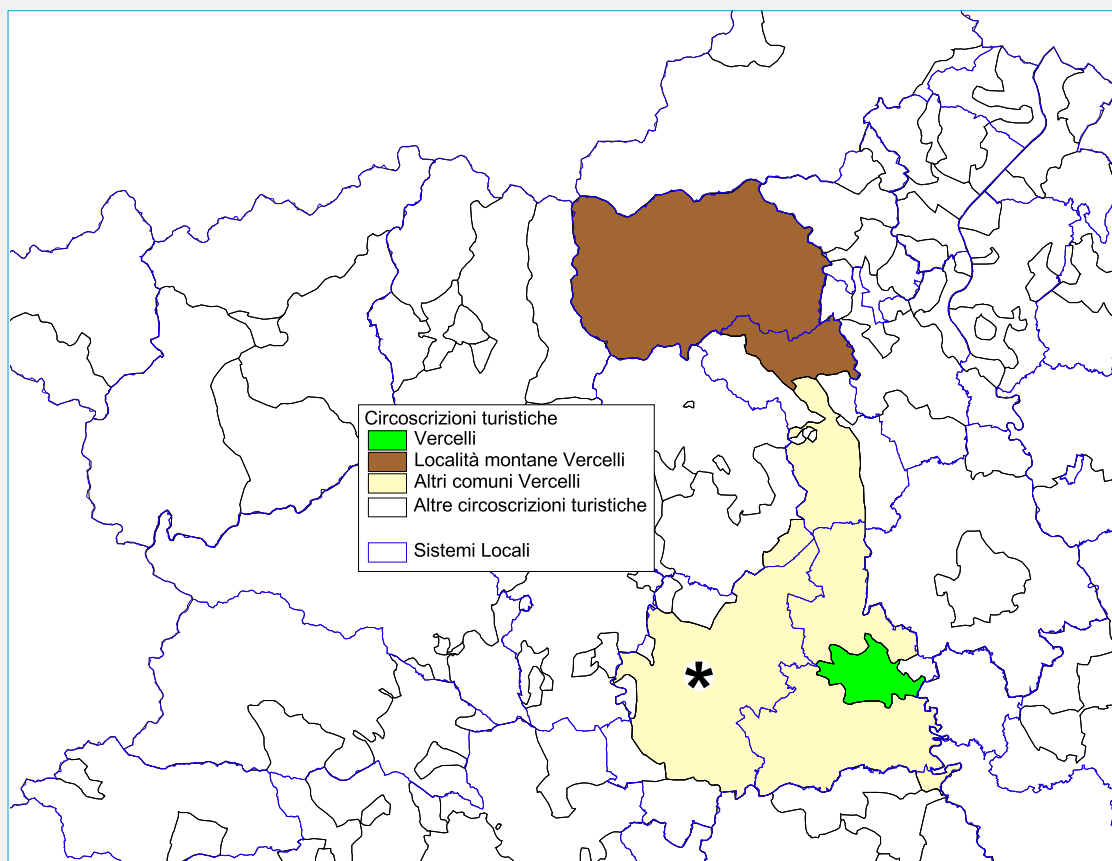 Circoscrizioni turistiche
Vercelli
Località montane Vercelli
Altri comuni Vercelli
Altre circoscrizioni turistiche
Sistemi Locali
*